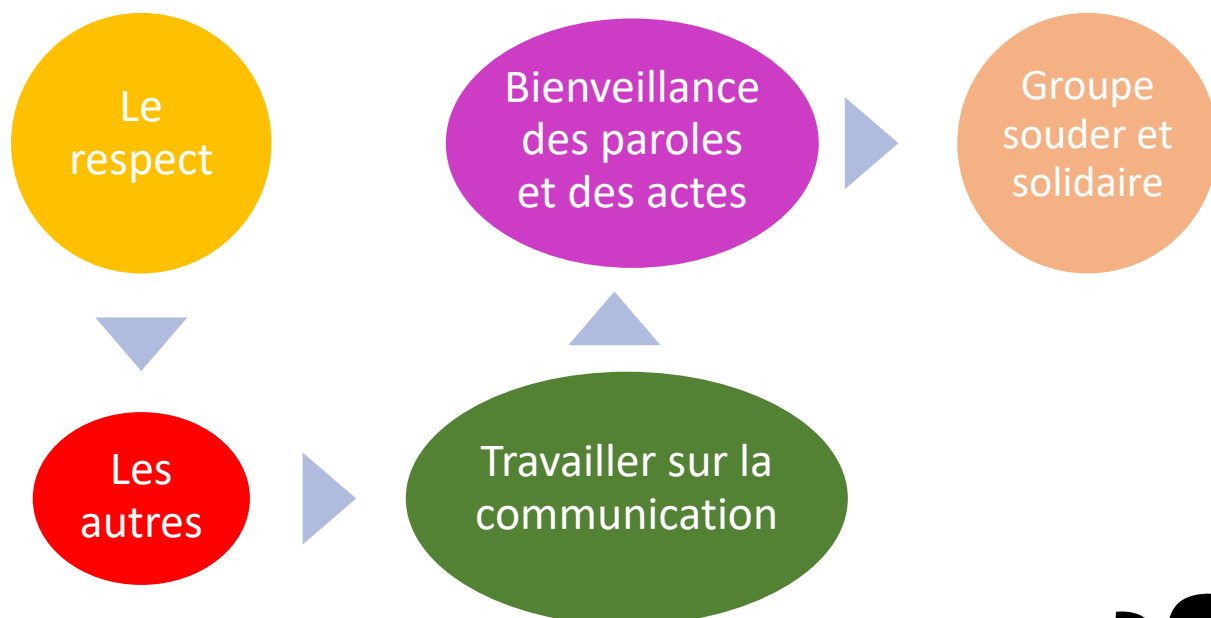 Le
respect
Les
autres
Travailler sur la
communication
Bienveillance
des paroles
et des actes
Groupe
souder et
solidaire